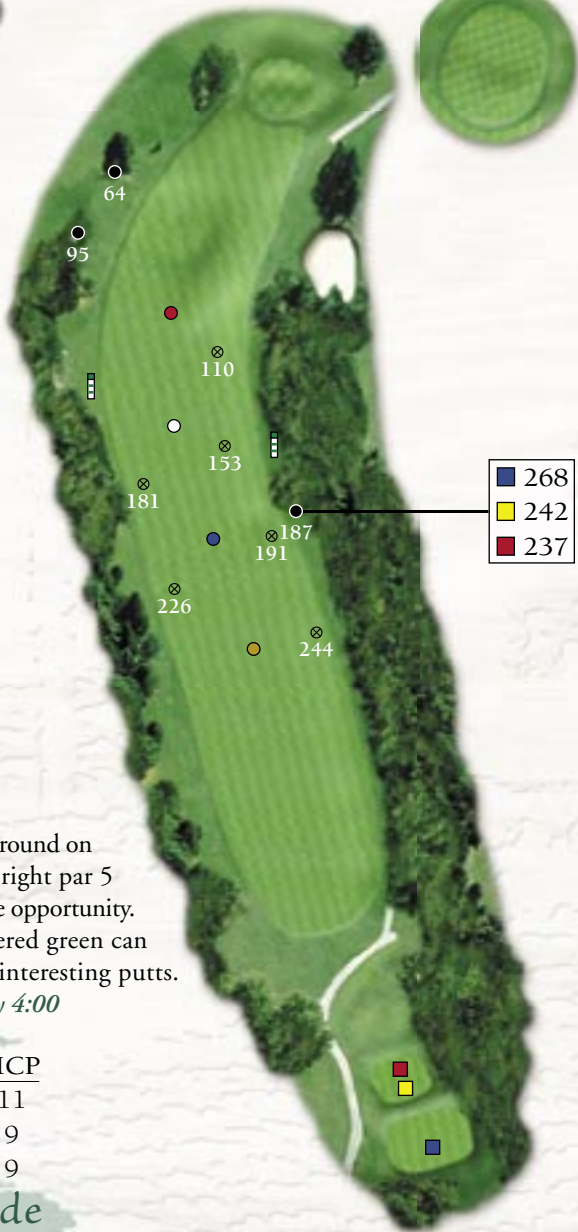 64
95
110
153
181
187
191
226
244
268
242
237
round on
right par 5
opportunity.
ered green can
interesting putts.
4:00
11
9
9
de